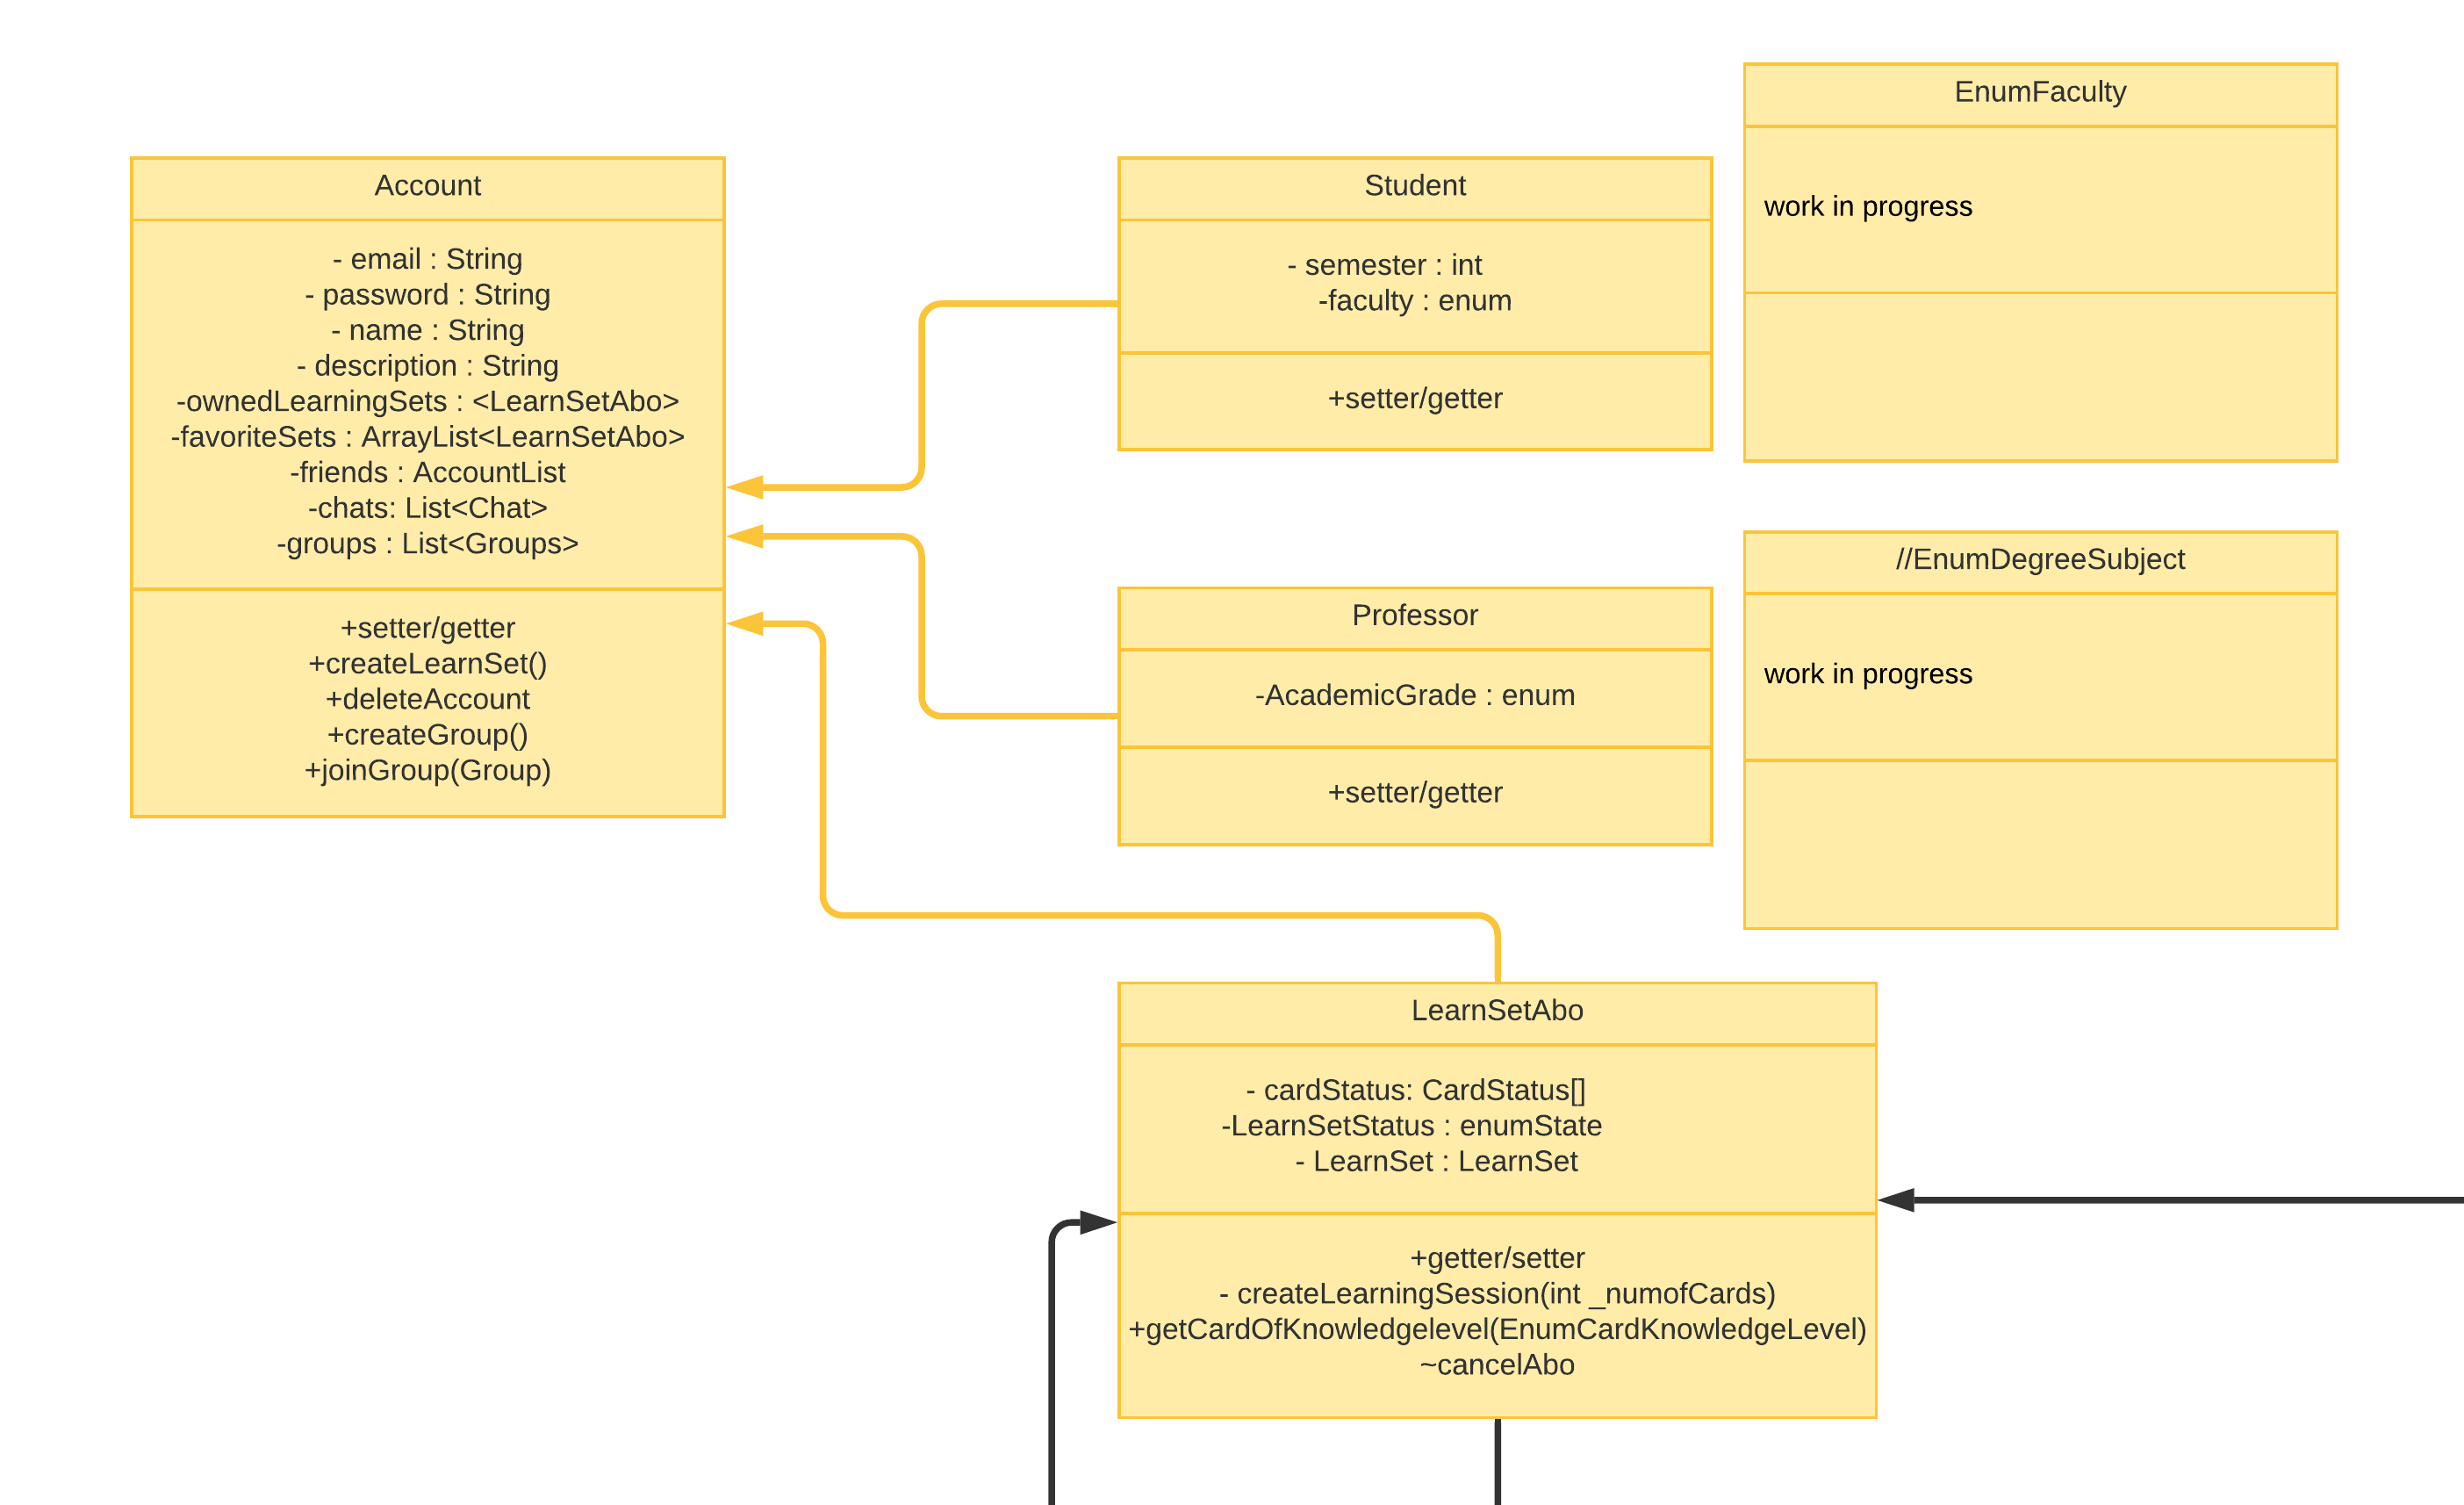 Account
- email : String
- password : String
- name : String
- description : String
-ownedLearningSets : <LearnSetAbo>
-favoriteSets : ArrayList<LearnSetAbo>
-friends : AccountList
-chats: List<Chat>
-groups : List<Groups>
+setter/getter
+createLearnSet()
+deleteAccount
+createGroup()
+joinGroup(Group)
Student
- semester : int
-faculty : enum
+setter/getter
EnumFaculty
work in progress
Professor
-AcademicGrade : enum
+setter/getter
//EnumDegreeSubject
work in progress
LearnSetAbo
- cardStatus: CardStatus[]
-LearnSetStatus : enumState
- LearnSet : LearnSet
+getter/setter
- createLearningSession(int _numofCards)
+getCardOfKnowledgelevel(EnumCardKnowledgeLevel)
~cancelAbo